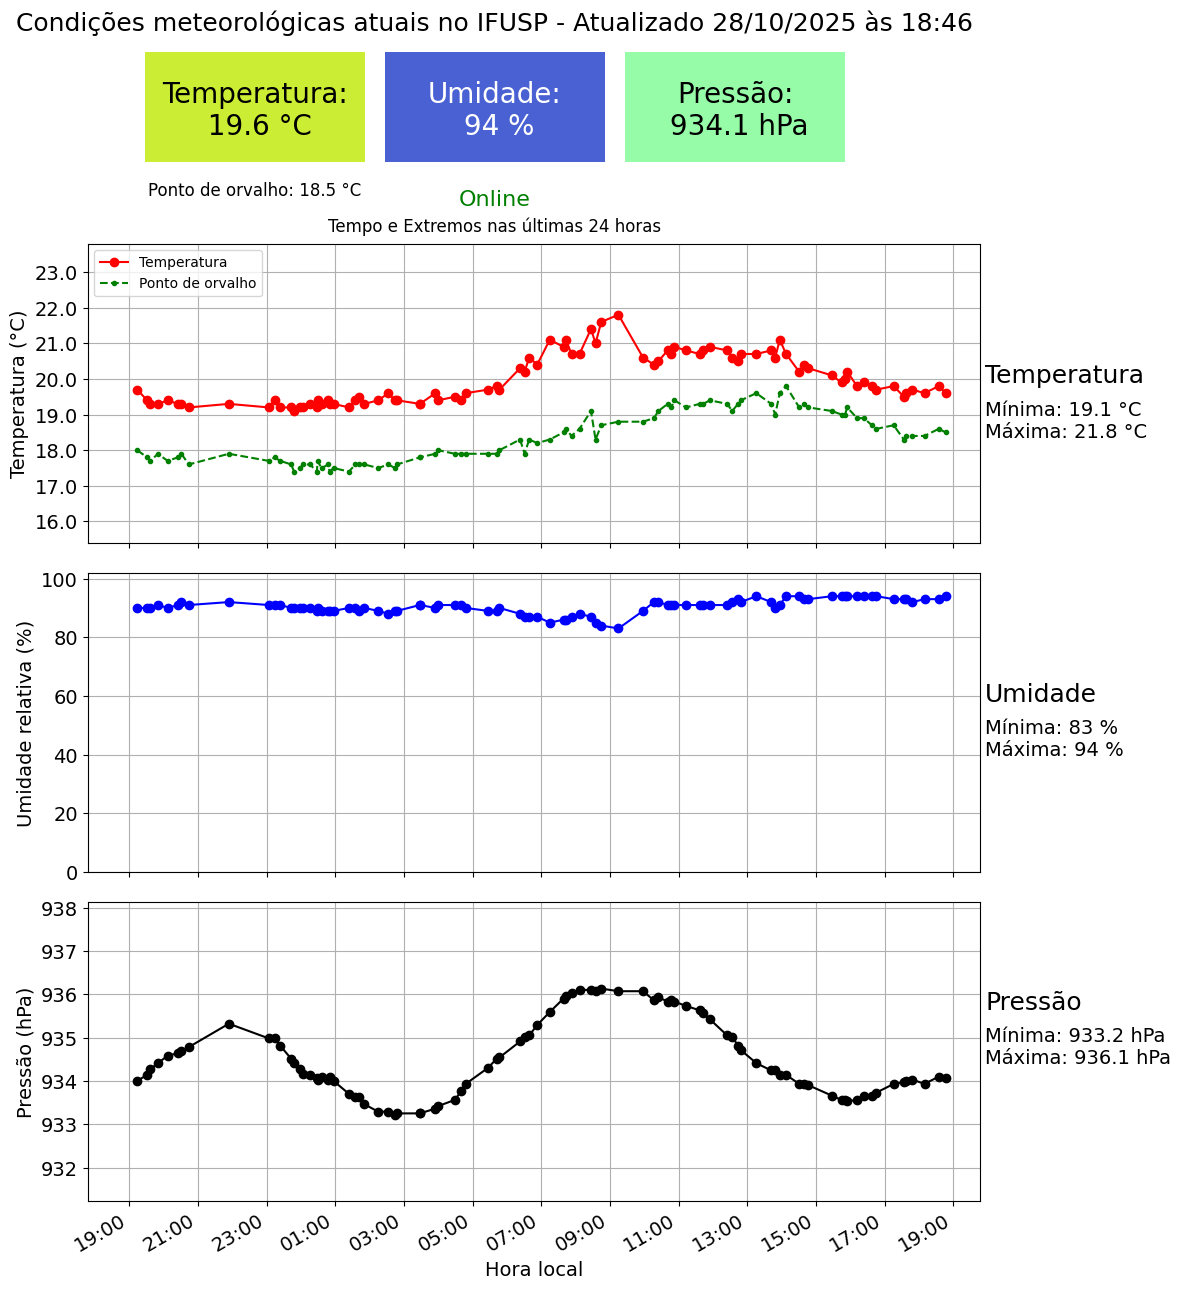 Condições meteorológicas atuais no IFUSP - Atualizado 28/10/2025 às 18:46
Temperatura:
19.6 °C
Umidade:
94 %
Pressão:
934.1 hPa
Ponto de orvalho: 18.5 °C
Online
Tempo e Extremos nas últimas 24 horas
Temperatura
Ponto de orvalho
Temperatura (°C)
23.0
22.0
21.0
20.0
19.0
18.0
17.0
16.0
Temperatura
Mínima: 19.1 °C
Máxima: 21.8 °C
Umidade relativa (%)
100
80
60
40
20
0
Umidade
Mínima: 83 %
Máxima: 94 %
Pressão (hPa)
938
937
936
935
934
933
932
Pressão
Mínima: 933.2 hPa
Máxima: 936.1 hPa
19:00 21:00 23:00 01:00 03:00 05:00 07:00 09:00 11:00 13:00 15:00 17:00 19:00
Hora local